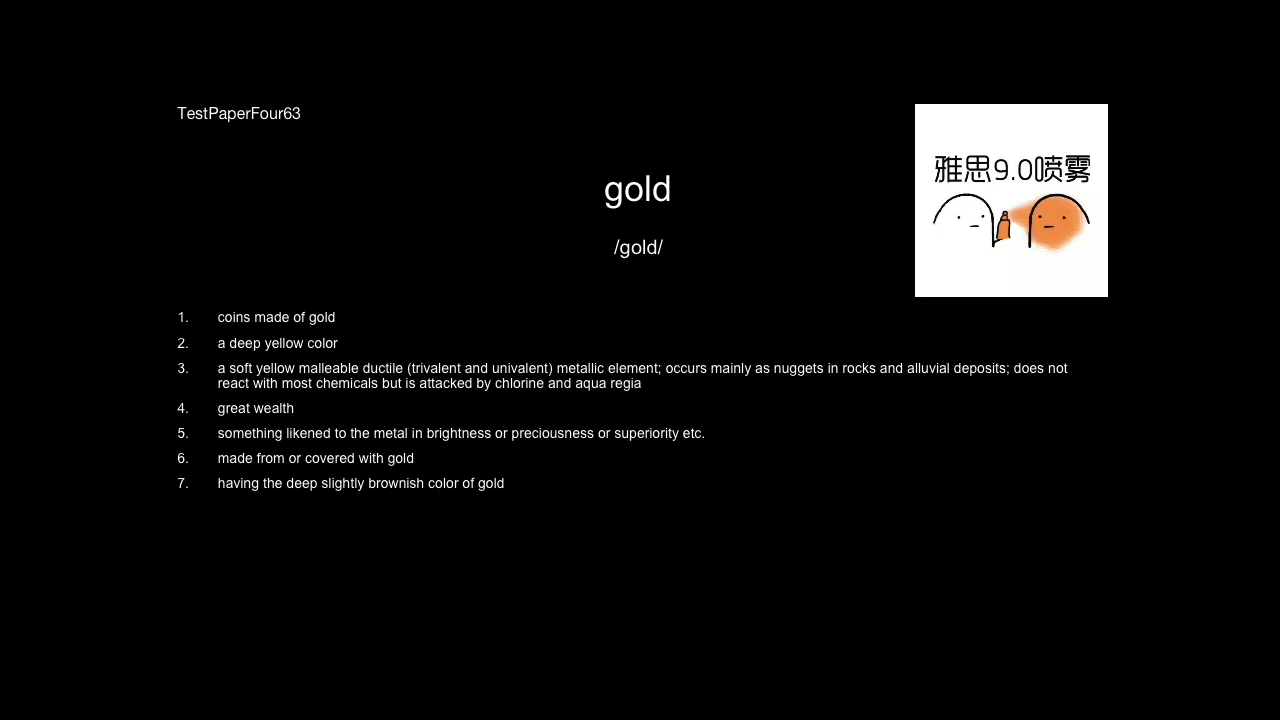 TestPaperFour63
雅思9.0喷雾
gold
/gold/
1. coins made of gold
2. a deep yellow color
3. a soft yellow malleable ductile (trivalent and univalent) metallic element; occurs mainly as nuggets in rocks and alluvial deposits; does not
react with most chemicals but is attacked by chlorine and aqua regia
4. great wealth
5. something likened to the metal in brightness or preciousness or superiority etc.
6. made from or covered with gold
7. having the deep slightly brownish color of gold